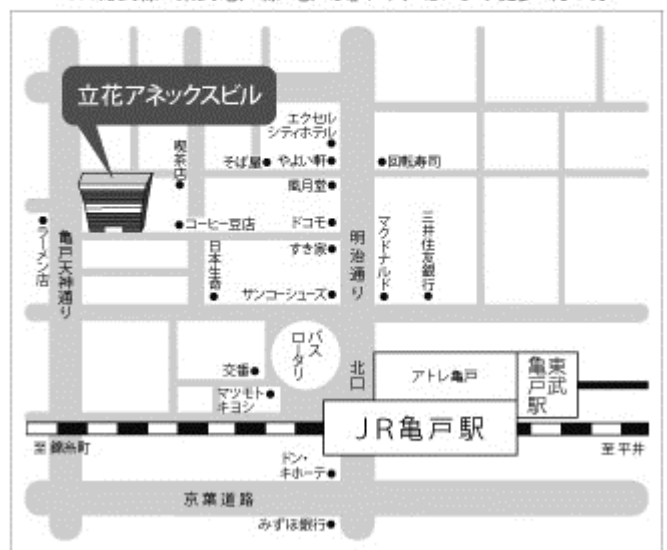 立花アネックスビル
エクセル
シティホテル
喫茶店
そば屋
やよい軒
回転寿司
風月堂
コーヒー豆店
ドコモ
ラーメン店
亀戸天神通り
日本生命
すき家
明治通り
マクドナルド
三井住友銀行
サンコーシューズ
バス
ロータリー
北口
交番
アトレ亀戸
東武
亀戸駅
マツモト
キヨシ
JR亀戸駅
至錦糸町
至平井
ドン・
キホーテ
京葉道路
みずほ銀行